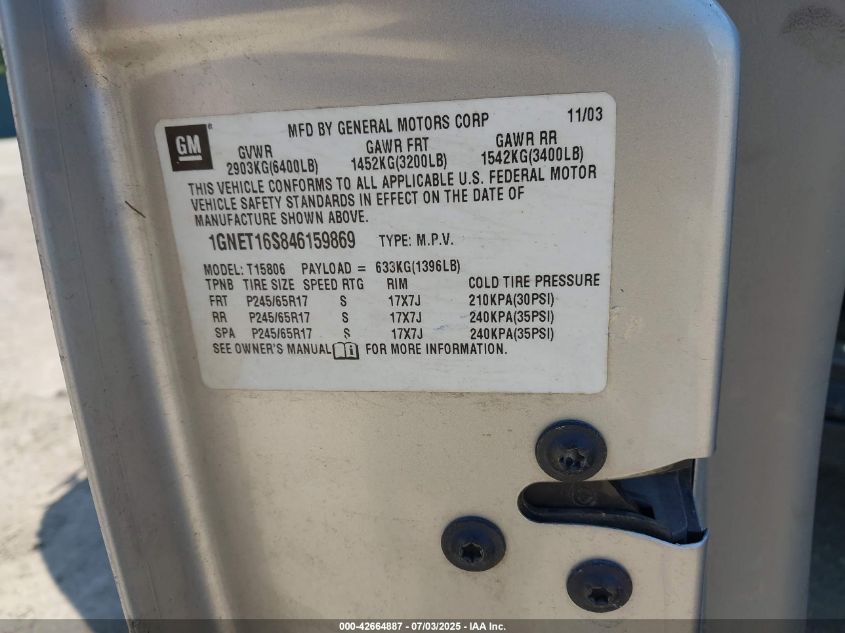 GM
MFD BY GENERAL MOTORS CORP 11/03
GVWR GAWR FRT GAWR RR
2903KG(6400LB) 1452KG(3200LB) 1542KG(3400LB)
THIS VEHICLE CONFORMS TO ALL APPLICABLE U.S. FEDERAL MOTOR
VEHICLE SAFETY STANDARDS IN EFFECT ON THE DATE OF
MANUFACTURE SHOWN ABOVE.
1GNET16S846159869 TYPE: M.P.V.
MODEL: T15806 PAYLOAD = 633KG(1396LB)
TPNB TIRE SIZE SPEED RTG RIM COLD TIRE PRESSURE
FRT P245/65R17 S 17X7J 210KPA(30PSI)
RR P245/65R17 S 17X7J 240KPA(35PSI)
SPA P245/65R17 S 17X7J 240KPA(35PSI)
SEE OWNER'S MANUAL FOR MORE INFORMATION.
000-42664887 - 07/03/2025 - IAA Inc.